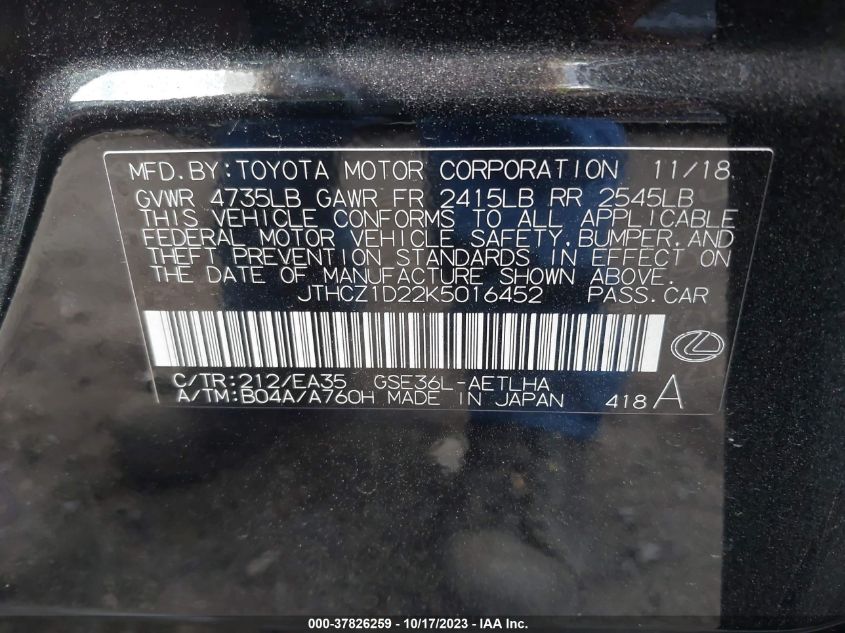 MFD. BY: TOYOTA MOTOR CORPORATION 11/18
GVWR 4735LB GAWR FR 2415LB RR 2545LB
THIS VEHICLE CONFORMS TO ALL APPLICABLE
FEDERAL MOTOR VEHICLE SAFETY, BUMPER, AND
THEFT PREVENTION STANDARDS IN EFFECT ON
THE DATE OF MANUFACTURE SHOWN ABOVE.
JTHCZ1D22K5016452 PASS. CAR
C/TR: 212/EA35 GSE36L-AETLHA
A/TM: B04A/A760H MADE IN JAPAN 418 A
000-37826259 - 10/17/2023 - IAA Inc.